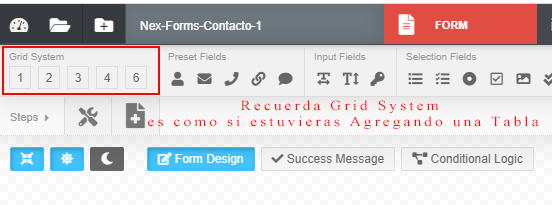 Nex-Forms-Contacto-1
FORM
Grid System
Preset Fields
Input Fields
Selection Fields
1 2 3 4 6
Recuerda Grid System
es como si estuvieras Agregando una Tabla
Steps
Form Design
Success Message
Conditional Logic